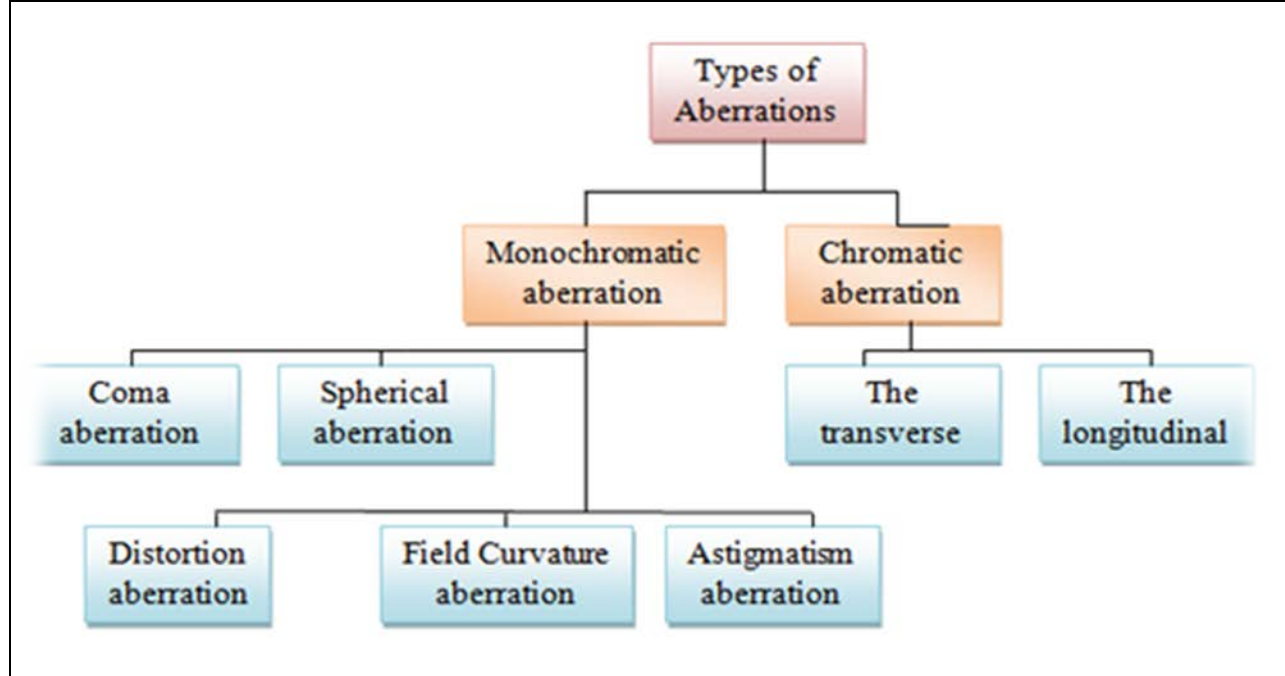 Types of
Aberrations
Monochromatic
aberration
Chromatic
aberration
Coma
aberration
Spherical
aberration
The
transverse
The
longitudinal
Distortion
aberration
Field Curvature
aberration
Astigmatism
aberration